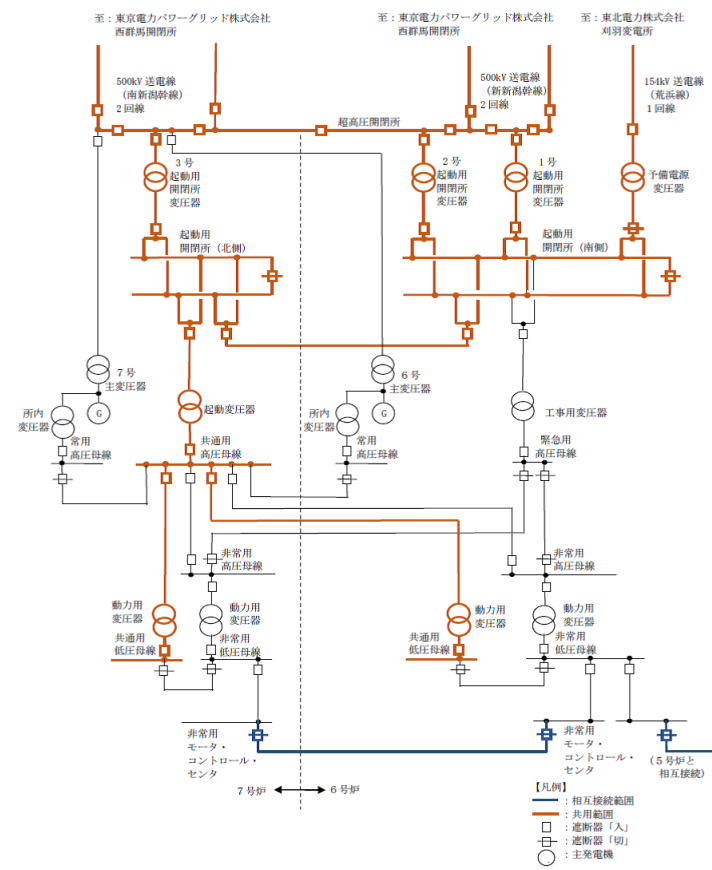 至：東京電力パワーグリッド株式会社
西群馬開閉所
至：東京電力パワーグリッド株式会社
西群馬開閉所
至：東北電力株式会社
刈羽変電所
500kV 送電線
(南新潟幹線)
2回線
500kV 送電線
(新新潟幹線)
2回線
154kV 送電線
(荒浜線)
1回線
超高圧開閉所
3号
起動用
開閉所
変圧器
2号
起動用
開閉所
変圧器
1号
起動用
開閉所
変圧器
予備電源
変圧器
起動用
開閉所（北側）
起動用
開閉所（南側）
7号
主変圧器
G
所内
変圧器
常用
高圧母線
起動変圧器
共通用
高圧母線
6号
主変圧器
G
所内
変圧器
常用
高圧母線
工事用変圧器
緊急用
高圧母線
非常用
高圧母線
非常用
高圧母線
動力用
変圧器
動力用
変圧器
動力用
変圧器
動力用
変圧器
共通用
低圧母線
非常用
低圧母線
共通用
低圧母線
非常用
低圧母線
非常用
モータ・
コントロール・
センタ
非常用
モータ・
コントロール・
センタ
(5号炉と
相互接続)
7号炉
6号炉
【凡例】
：相互接続範囲
：共用範囲
：遮断器「入」
：遮断器「切」
：主発電機